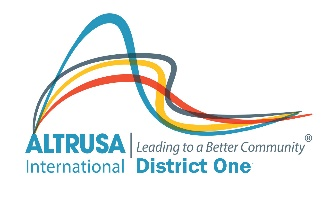 ALTRUSA | Leading to a Better Community®
International District One